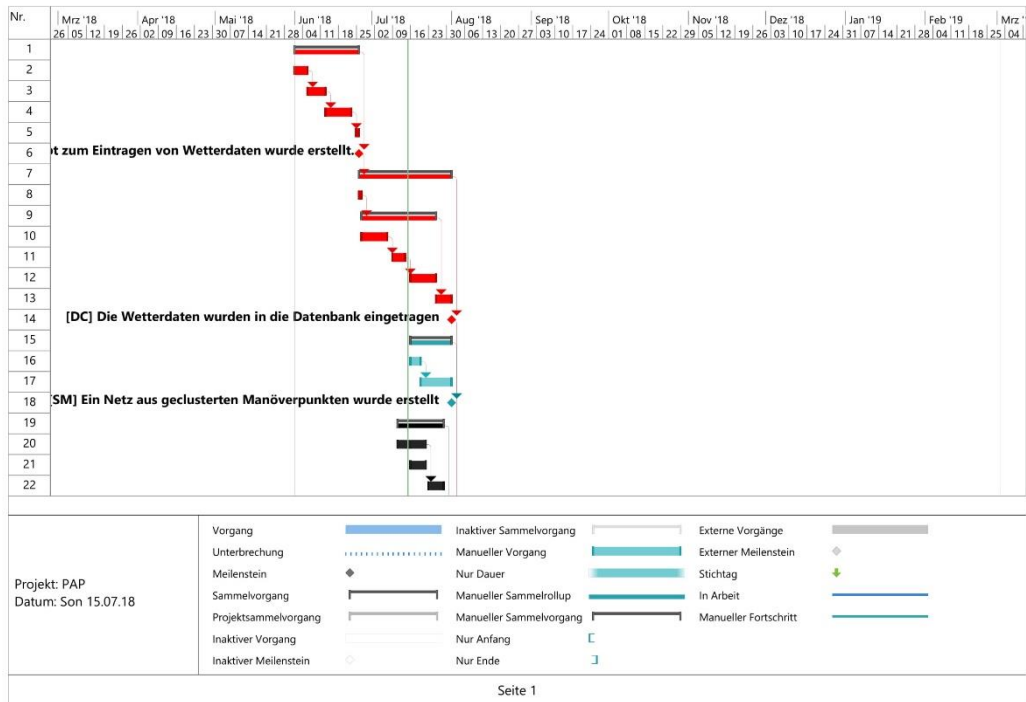 Nr.
Mrz '18 Apr '18 Mai '18 Jun '18 Jul '18 Aug '18 Sep '18 Okt '18 Nov '18 Dez '18 Jan '19 Feb '19 Mrz '
26 05 12 19 26 02 09 16 23 30 07 14 21 28 04 11 18 25 02 09 16 23 30 06 13 20 27 03 10 17 24 01 08 15 22 29 05 12 19 26 03 10 17 24 31 07 14 21 28 04 11 18 25 04
1
2
3
4
5
6 ot zum Eintragen von Wetterdaten wurde erstellt.
7
8
9
10
11
12
13
14 [DC] Die Wetterdaten wurden in die Datenbank eingetragen
15
16
17
18 [SM] Ein Netz aus geclusterten Manöverpunkten wurde erstellt
19
20
21
22
Projekt: PAP
Datum: Son 15.07.18
Vorgang
Unterbrechung
Meilenstein
Sammelvorgang
Projektsammelvorgang
Inaktiver Vorgang
Inaktiver Meilenstein
Inaktiver Sammelvorgang
Manueller Vorgang
Nur Dauer
Manueller Sammelrollup
Manueller Sammelvorgang
Nur Anfang
Nur Ende
Externe Vorgänge
Externer Meilenstein
Stichtag
In Arbeit
Manueller Fortschritt
Seite 1